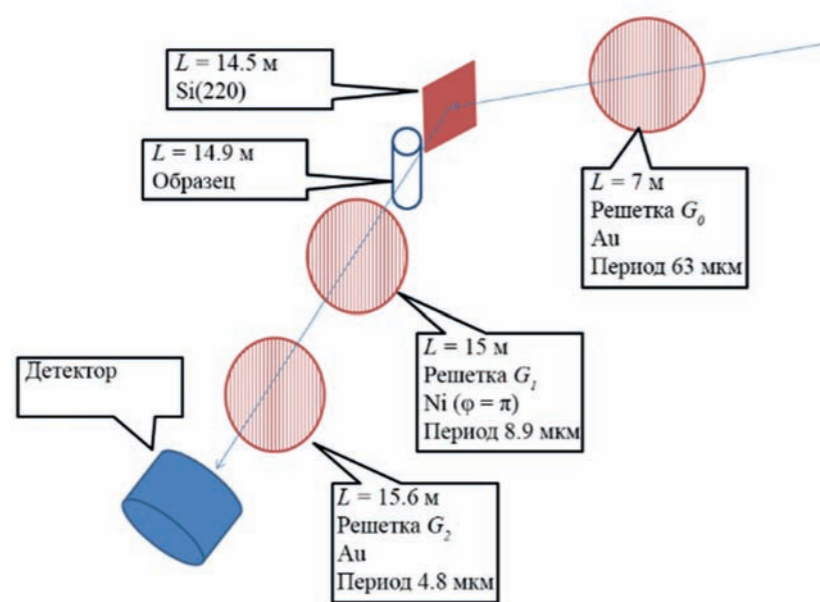 L = 14.5 м
Si(220)
L = 14.9 м
Образец
L = 7 м
Решетка G₀
Au
Период 63 мкм
L = 15 м
Решетка G₁
Ni (φ = π)
Период 8.9 мкм
Детектор
L = 15.6 м
Решетка G₂
Au
Период 4.8 мкм